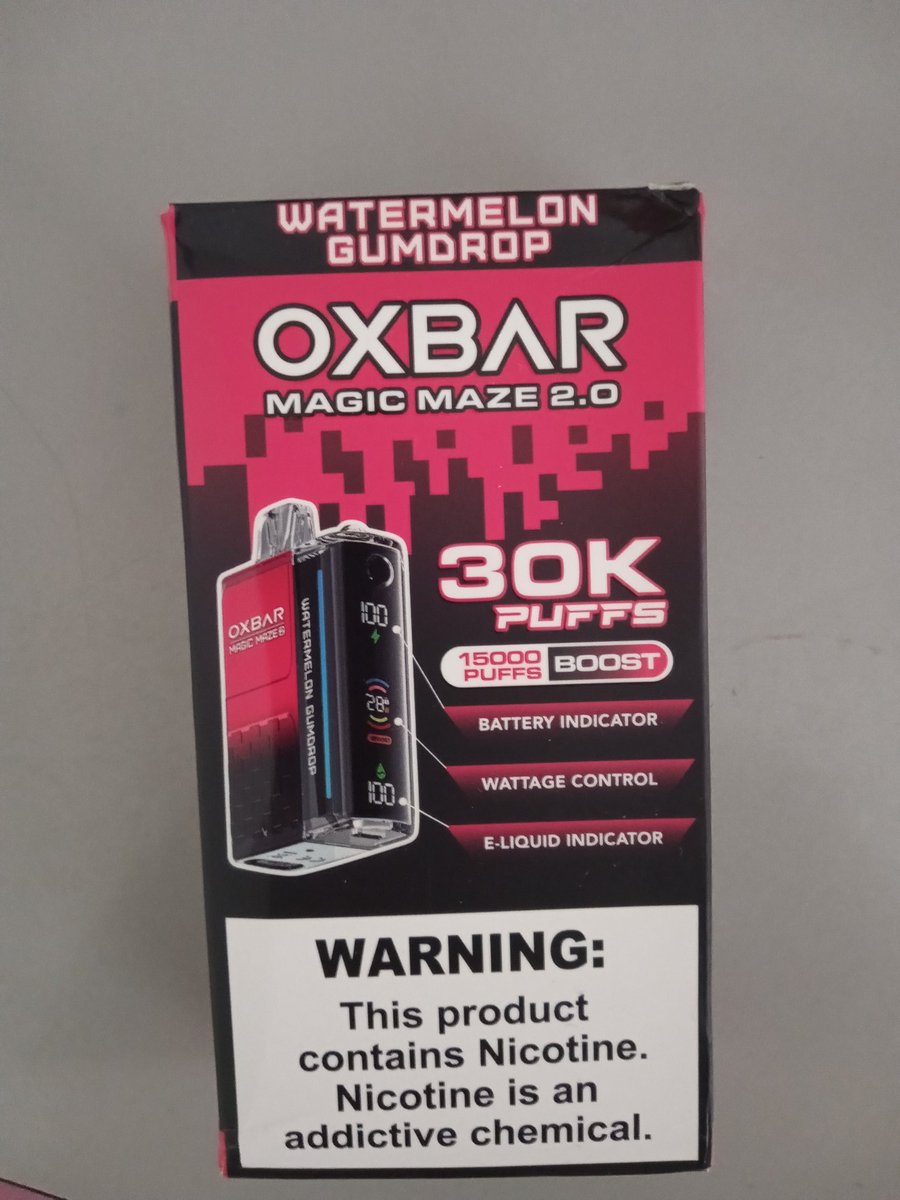 WATERMELON
GUMDROP
OXBAR
MAGIC MAZE 2.0
30K
PUFFS
15000
PUFFS
BOOST
OXBAR
MAGIC MAZE
WATERMELON GUMDROP
100
28
100
BATTERY INDICATOR
WATTAGE CONTROL
E-LIQUID INDICATOR
WARNING:
This product
contains Nicotine.
Nicotine is an
addictive chemical.